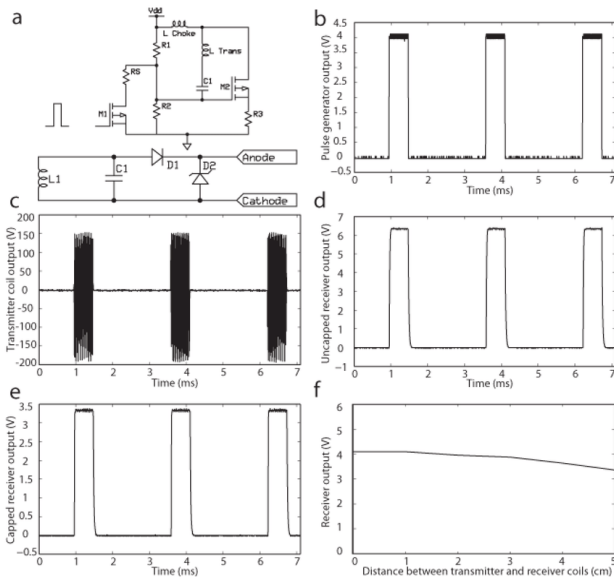 a
Vdd
L Choke
R1
L Trans
R5
C1
M2
M1
R2
R3
L1
C1
D1
D2
Anode
Cathode
b
Pulse generator output (V)
4.5
4
3.5
3
2.5
2
1.5
1
0.5
0
−0.5
0 1 2 3 4 5 6 7
Time (ms)
c
Transmitter coil output (V)
200
150
100
50
0
-50
-100
-150
-200
0 1 2 3 4 5 6 7
Time (ms)
d
Uncapped receiver output (V)
7
6
5
4
3
2
1
0
−1
0 1 2 3 4 5 6 7
Time (ms)
e
Capped receiver output (V)
3.5
3
2.5
2
1.5
1
0.5
0
−0.5
0 1 2 3 4 5 6 7
Time (ms)
f
Receiver output (V)
6
5
4
3
2
1
0
0 1 2 3 4 5
Distance between transmitter and receiver coils (cm)